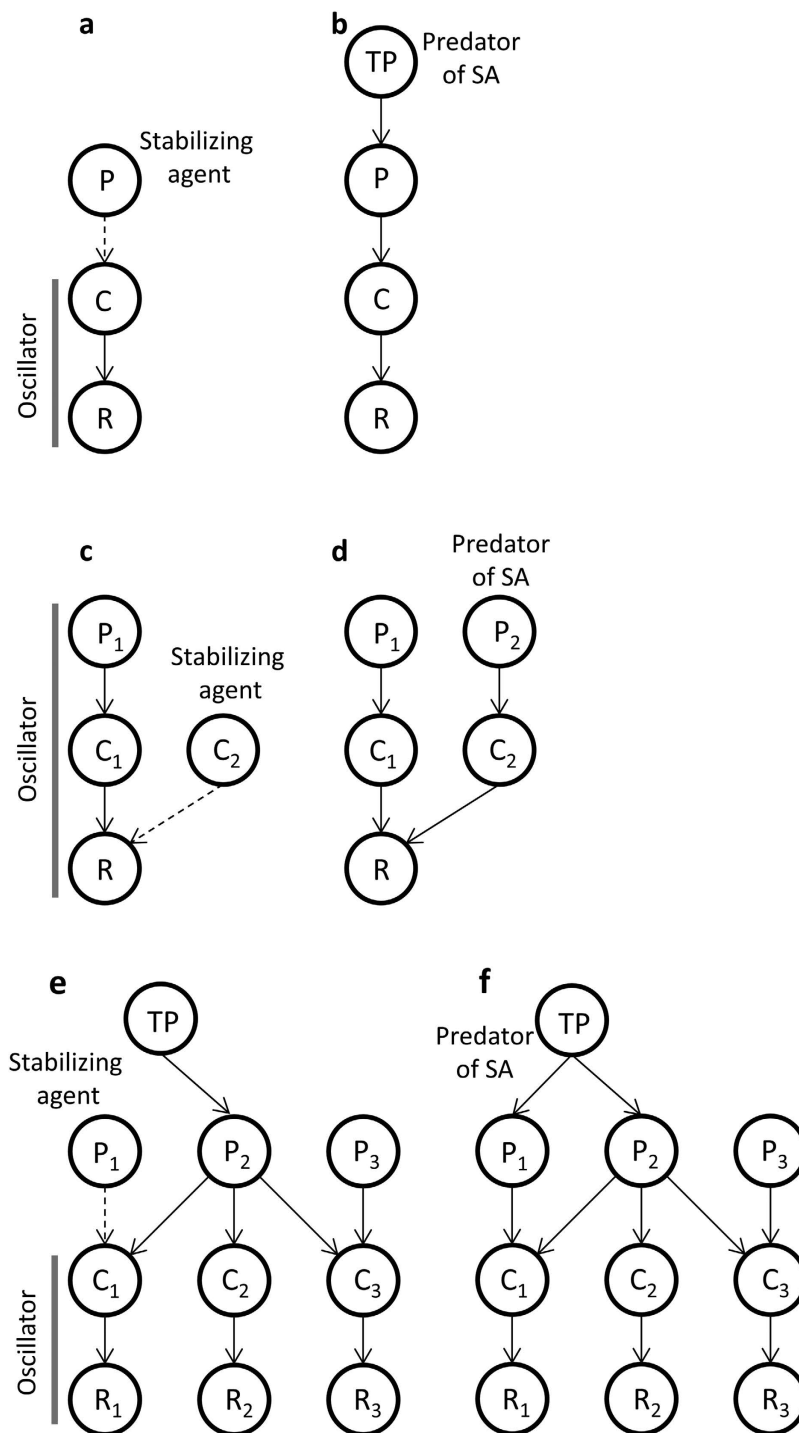 a
b
TP
Predator
of SA
P
Stabilizing
agent
P
C
C
R
R
Oscillator
c
d
Predator
of SA
P1
P1
P2
Stabilizing
agent
C1
C2
C1
C2
R
R
Oscillator
e
f
TP
TP
Predator
of SA
Stabilizing
agent
P1
P2
P3
P1
P2
P3
C1
C2
C3
C1
C2
C3
R1
R2
R3
R1
R2
R3
Oscillator